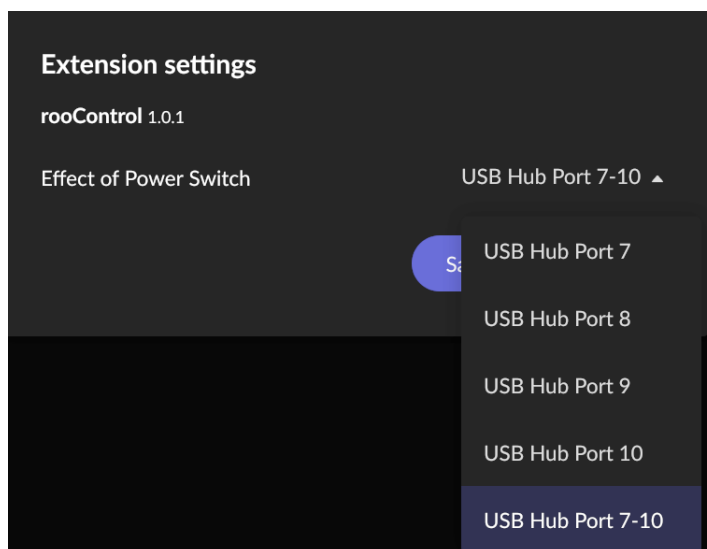 Extension settings
rooControl 1.0.1
Effect of Power Switch USB Hub Port 7-10
USB Hub Port 7
USB Hub Port 8
USB Hub Port 9
USB Hub Port 10
USB Hub Port 7-10